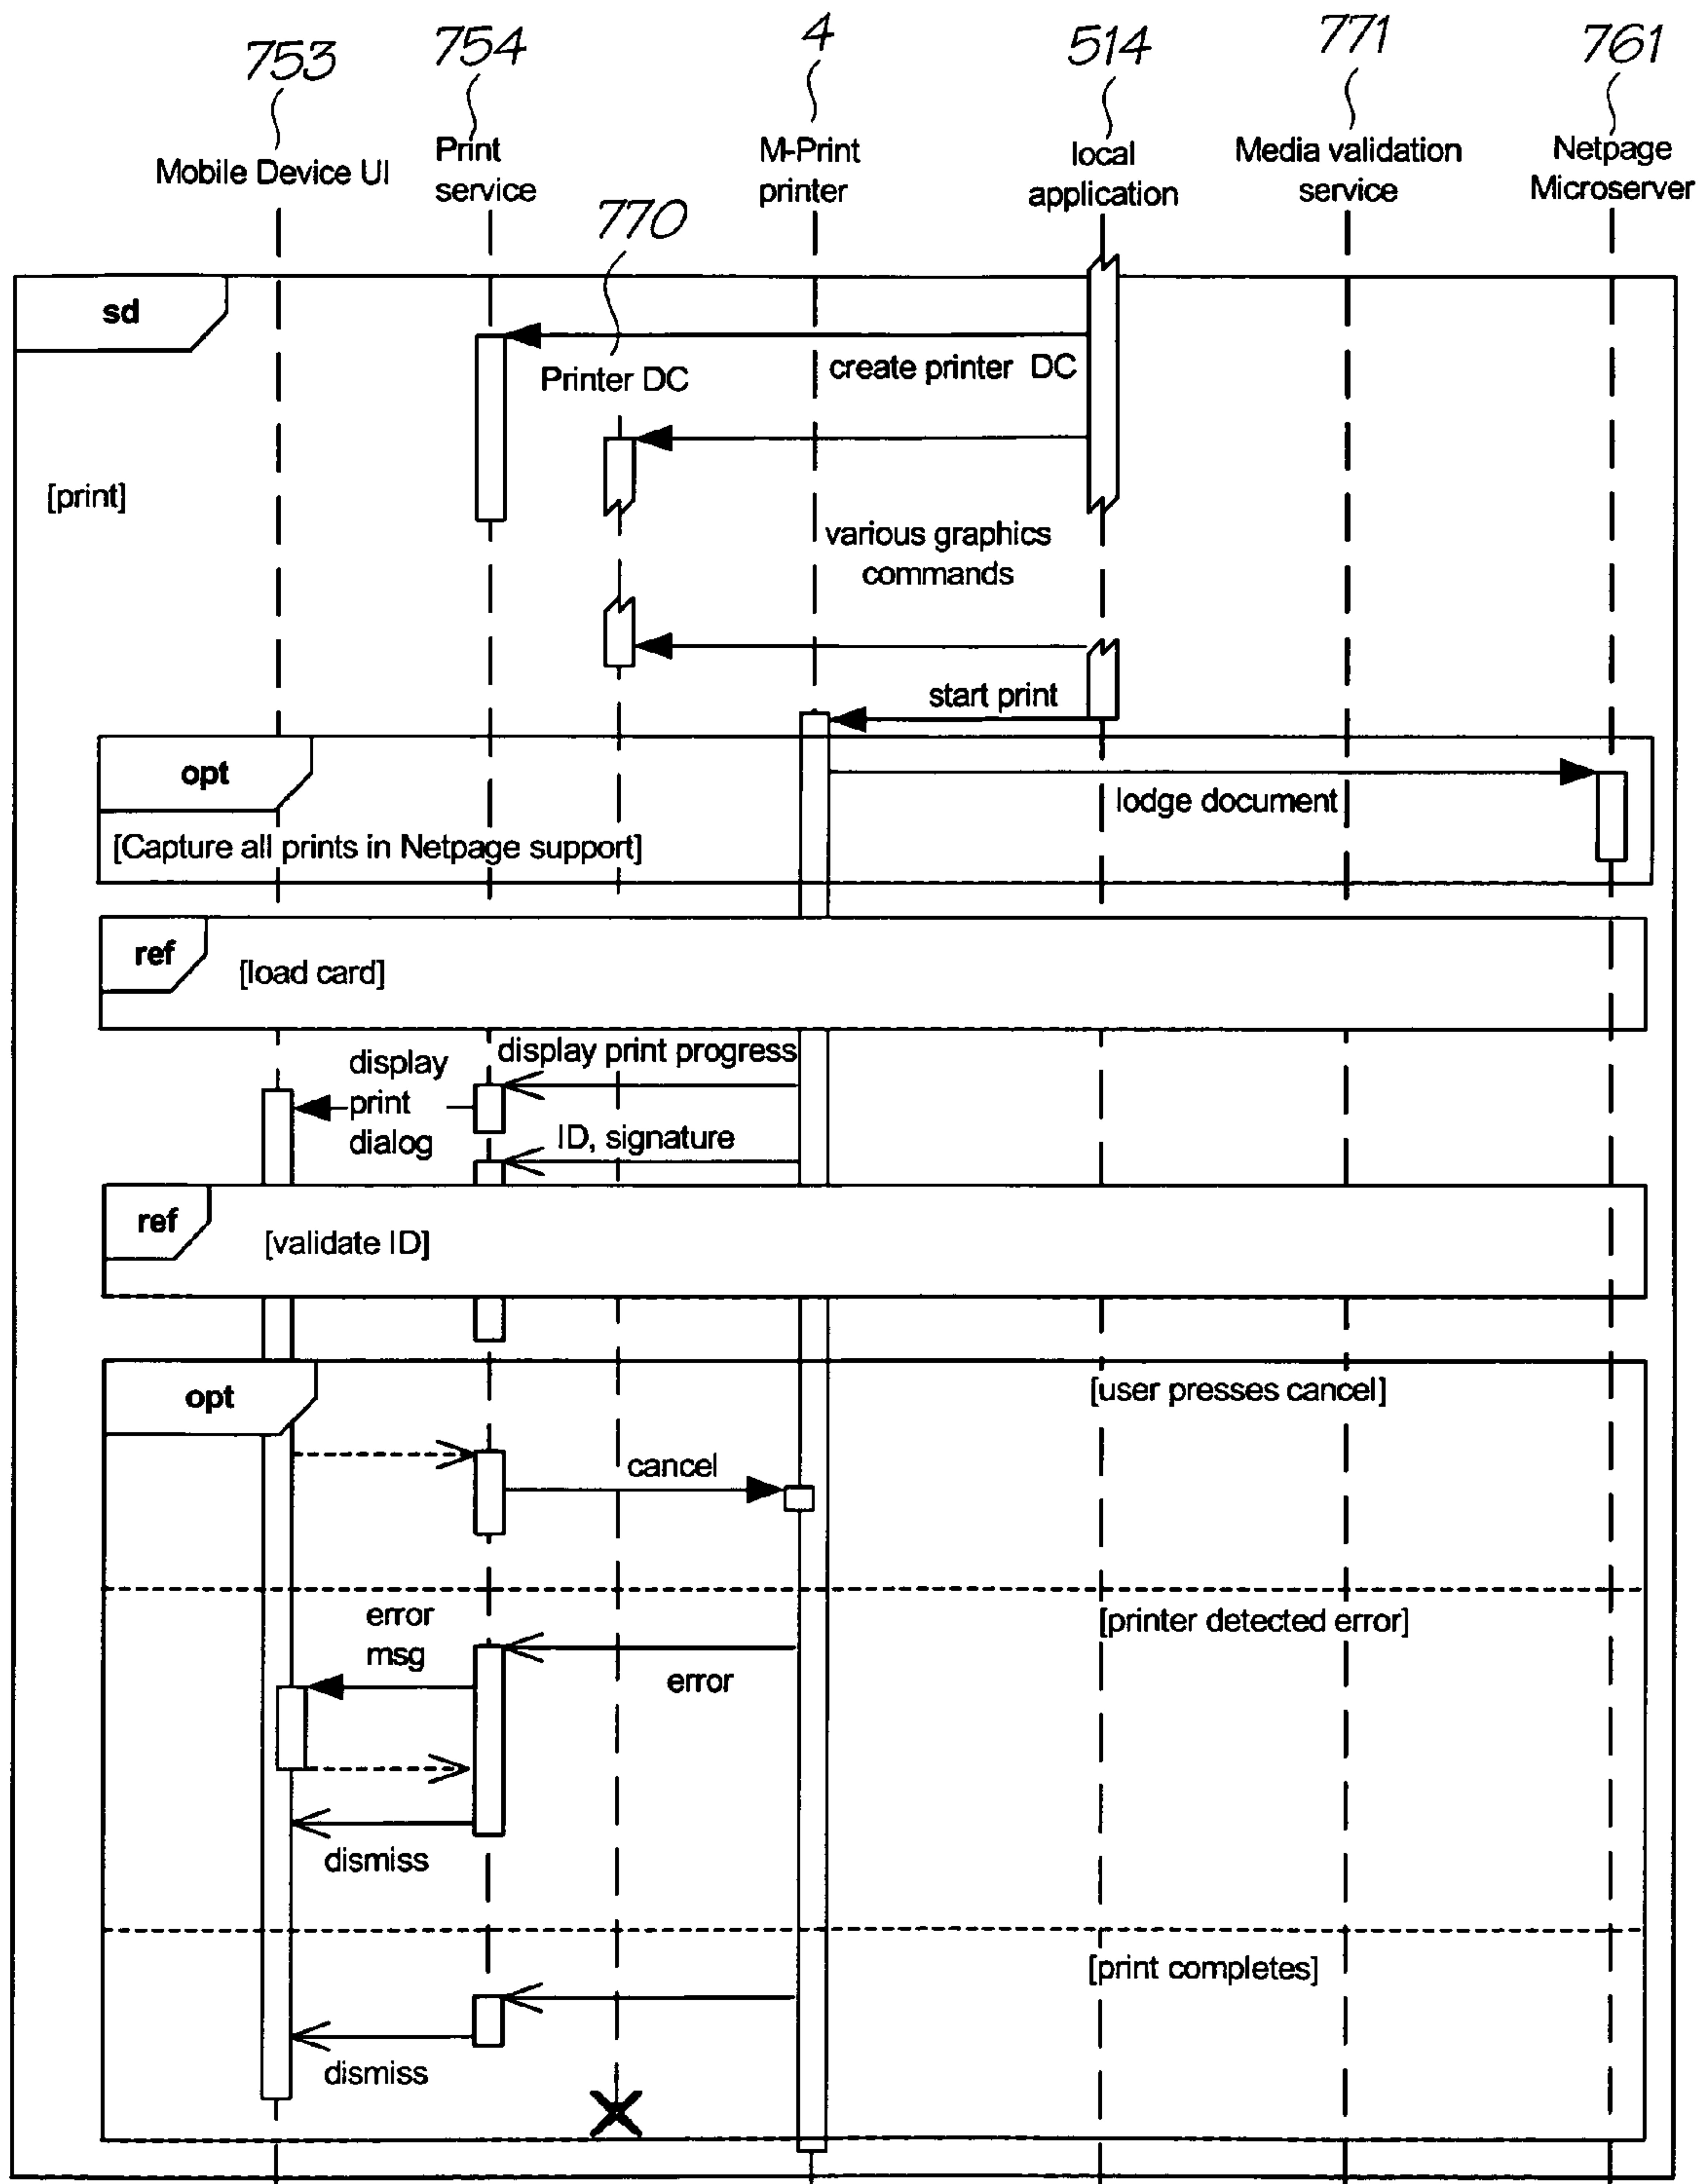 753
754
4
514
771
761
Mobile Device UI
Print
service
M-Print
printer
local
application
Media validation
service
Netpage
Microserver
770
sd
Printer DC
create printer DC
[print]
various graphics
commands
start print
opt
lodge document
[Capture all prints in Netpage support]
ref
[load card]
display
print
dialog
display print progress
ID, signature
ref
[validate ID]
opt
[user presses cancel]
cancel
error
msg
[printer detected error]
error
dismiss
[print completes]
dismiss